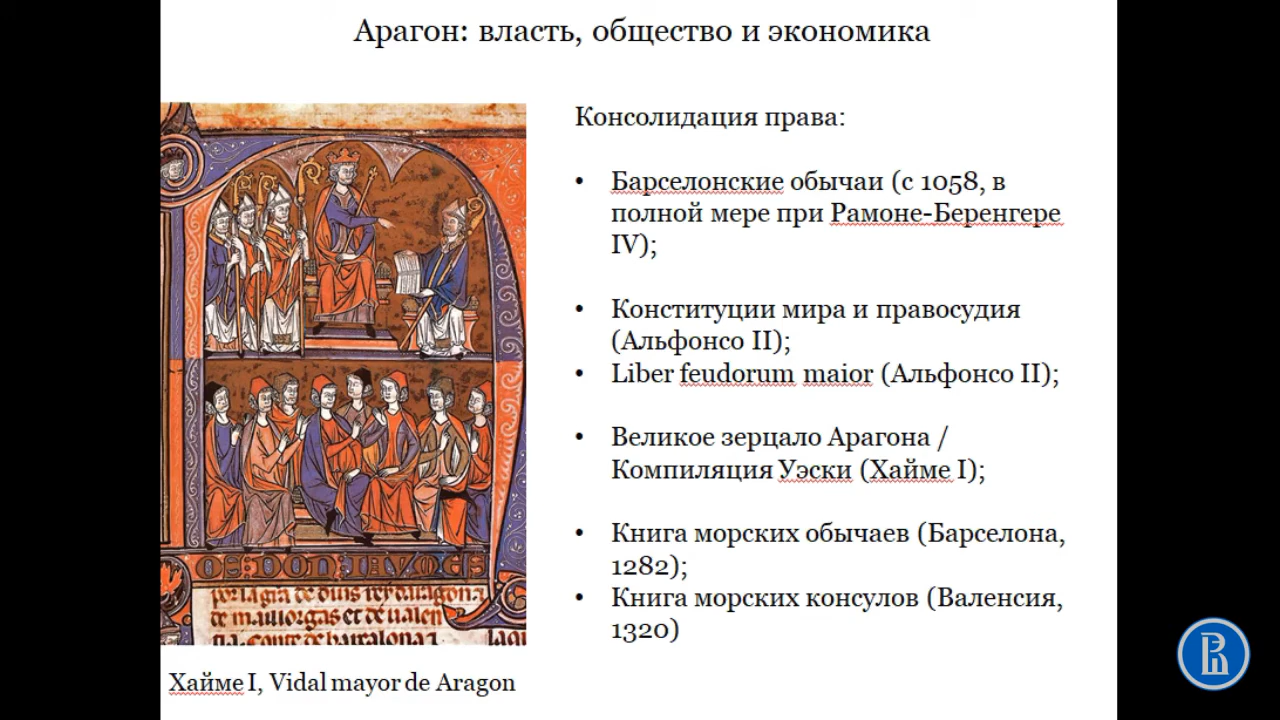 Арагон: власть, общество и экономика
Консолидация права:
• Барселонские обычаи (с 1058, в
полной мере при Рамоне-Беренгере
IV);
• Конституции мира и правосудия
(Альфонсо II);
• Liber feudorum maior (Альфонсо II);
• Великое зерцало Арагона /
Компиляция Уэски (Хайме I);
• Книга морских обычаев (Барселона,
1282);
• Книга морских консулов (Валенсия,
1320)
Хайме I, Vidal mayor de Aragon